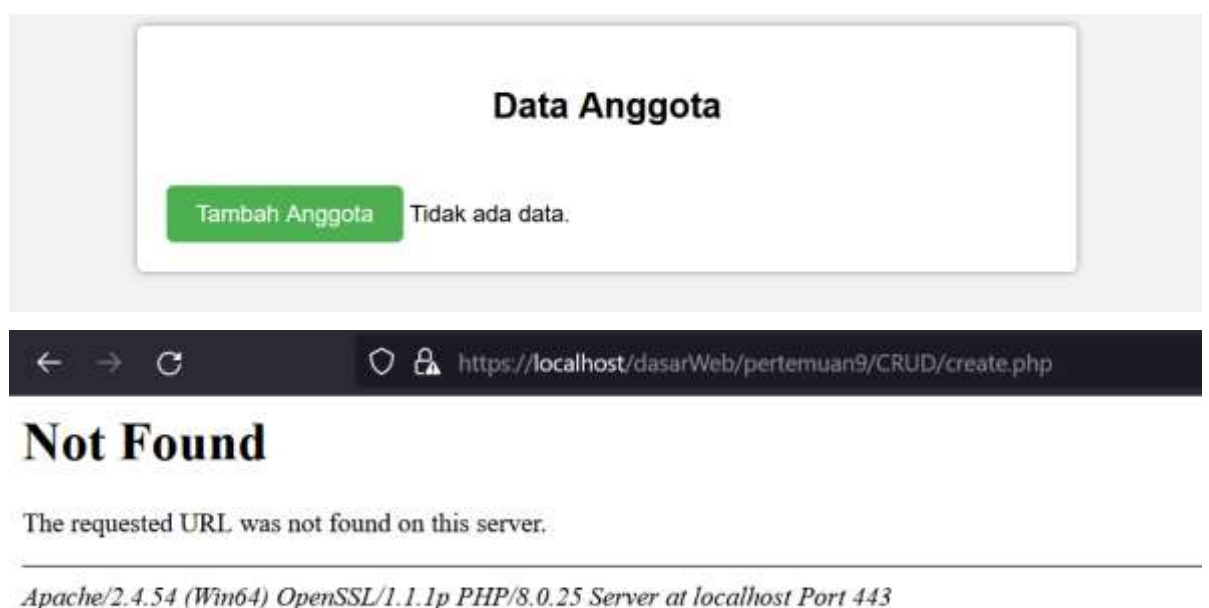 Data Anggota
Tambah Anggota Tidak ada data.
https://localhost/dasarWeb/pertemuan9/CRUD/create.php
Not Found
The requested URL was not found on this server.
Apache/2.4.54 (Win64) OpenSSL/1.1.1p PHP/8.0.25 Server at localhost Port 443